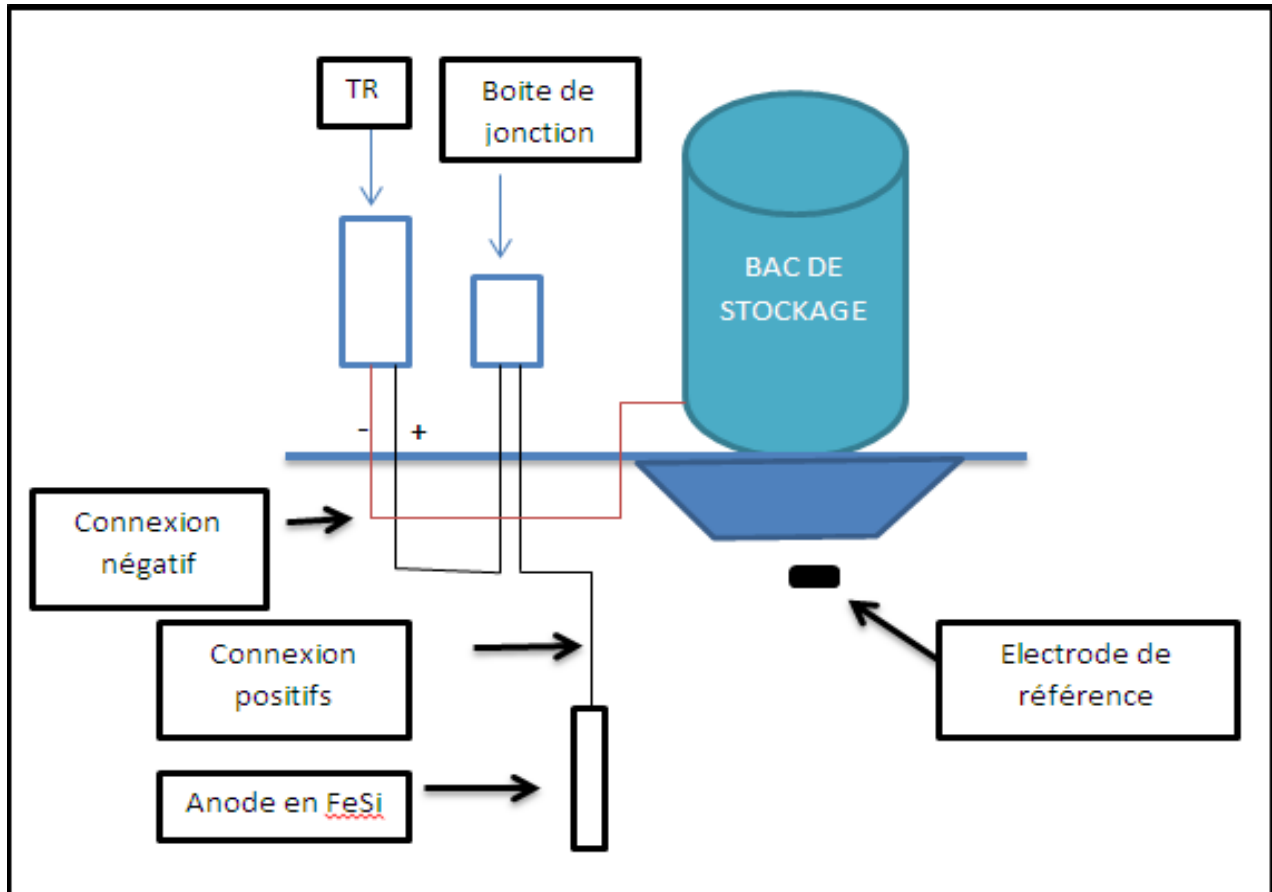 TR
Boite de
jonction
BAC DE
STOCKAGE
- +
Connexion
négatif
Connexion
positifs
Electrode de
référence
Anode en FeSi